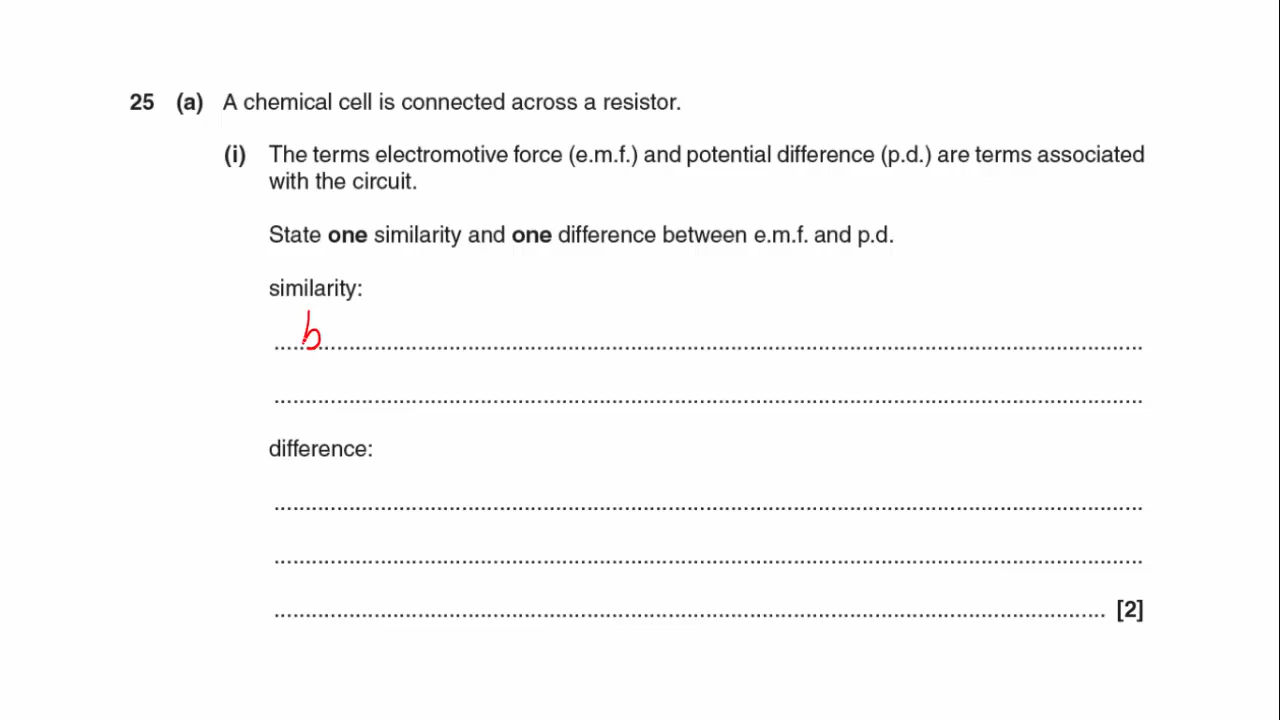 25 (a) A chemical cell is connected across a resistor.
(i) The terms electromotive force (e.m.f.) and potential difference (p.d.) are terms associated
with the circuit.
State one similarity and one difference between e.m.f. and p.d.
similarity:
b
difference:
[2]